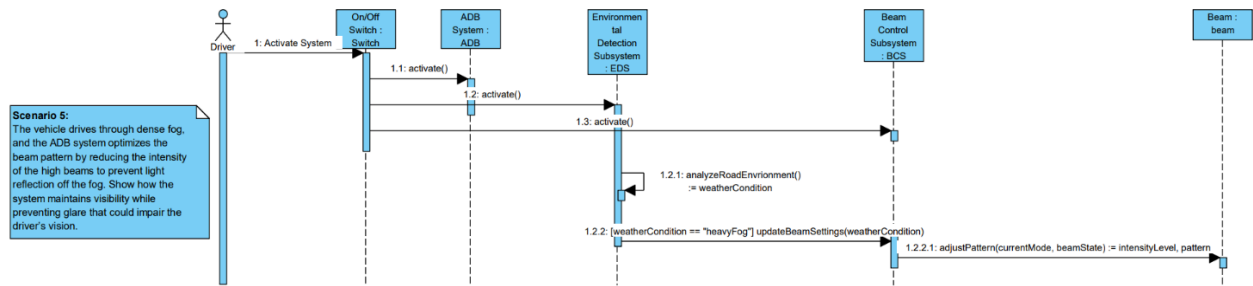 On/Off
Switch :
Switch
ADB
System :
ADB
Environmen
tal
Detection
Subsystem
: EDS
Beam
Control
Subsystem
: BCS
Beam :
beam
Driver
1: Activate System
1.1: activate()
1.2: activate()
1.3: activate()
Scenario 5:
The vehicle drives through dense fog,
and the ADB system optimizes the
beam pattern by reducing the intensity
of the high beams to prevent light
reflection off the fog. Show how the
system maintains visibility while
preventing glare that could impair the
driver's vision.
1.2.1: analyzeRoadEnvrionment()
:= weatherCondition
1.2.2: [weatherCondition == "heavyFog"] updateBeamSettings(weatherCondition)
1.2.2.1: adjustPattern(currentMode, beamState) := intensityLevel, pattern